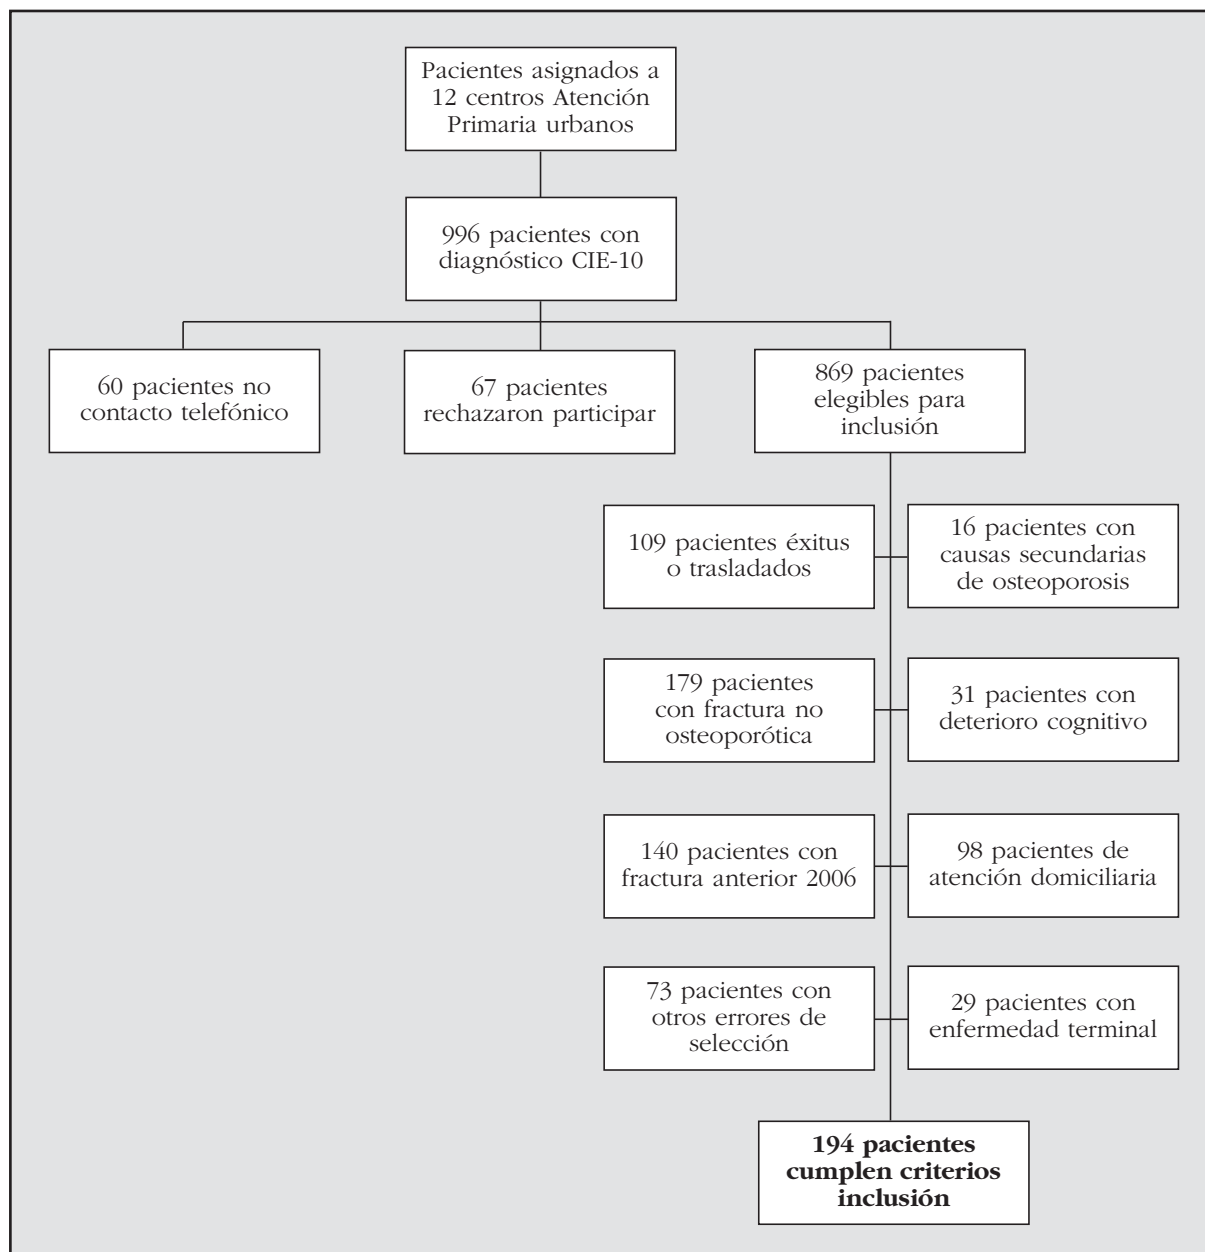 Pacientes asignados a
12 centros Atención
Primaria urbanos
996 pacientes con
diagnóstico CIE-10
60 pacientes no
contacto telefónico
67 pacientes
rechazaron participar
869 pacientes
elegibles para
inclusión
109 pacientes éxitus
o trasladados
16 pacientes con
causas secundarias
de osteoporosis
179 pacientes
con fractura no
osteoporótica
31 pacientes con
deterioro cognitivo
140 pacientes con
fractura anterior 2006
98 pacientes de
atención domiciliaria
73 pacientes con
otros errores de
selección
29 pacientes con
enfermedad terminal
194 pacientes
cumplen criterios
inclusión